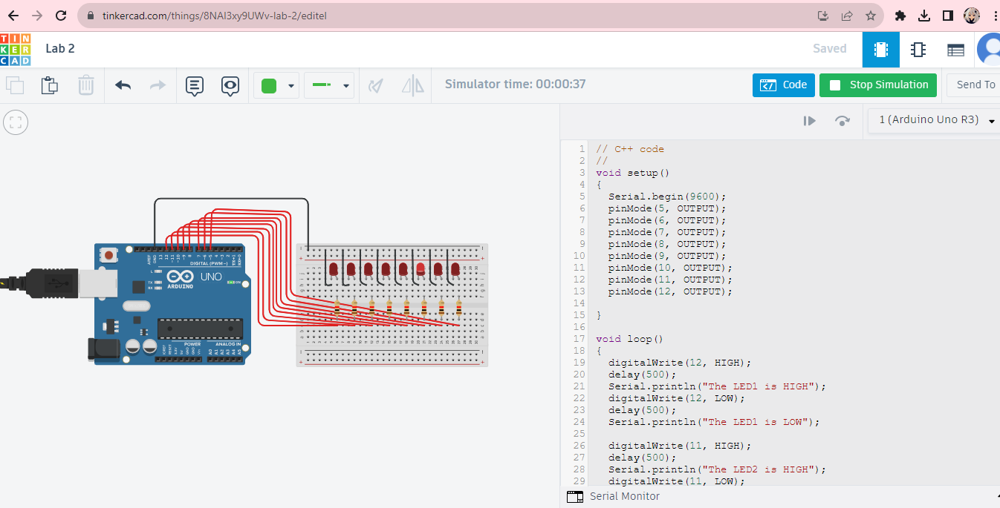 tinkercad.com/things/8NAI3xy9UWv-lab-2/editel
TIN
KER
CAD
Lab 2
Saved
Simulator time: 00:00:37
Code
Stop Simulation
Send To
1 (Arduino Uno R3)
AREF
GND
DIGITAL (PWM~)
L
TX
RX
ARDUINO
UNO
ON
POWER
ANALOG IN
1 // C++ code
2 //
3 void setup()
4 {
5 Serial.begin(9600);
6 pinMode(5, OUTPUT);
7 pinMode(6, OUTPUT);
8 pinMode(7, OUTPUT);
9 pinMode(8, OUTPUT);
10 pinMode(9, OUTPUT);
11 pinMode(10, OUTPUT);
12 pinMode(11, OUTPUT);
13 pinMode(12, OUTPUT);
14
15 }
16
17 void loop()
18 {
19 digitalWrite(12, HIGH);
20 delay(500);
21 Serial.println("The LED1 is HIGH");
22 digitalWrite(12, LOW);
23 delay(500);
24 Serial.println("The LED1 is LOW");
25
26 digitalWrite(11, HIGH);
27 delay(500);
28 Serial.println("The LED2 is HIGH");
29 digitalWrite(11, LOW);
Serial Monitor